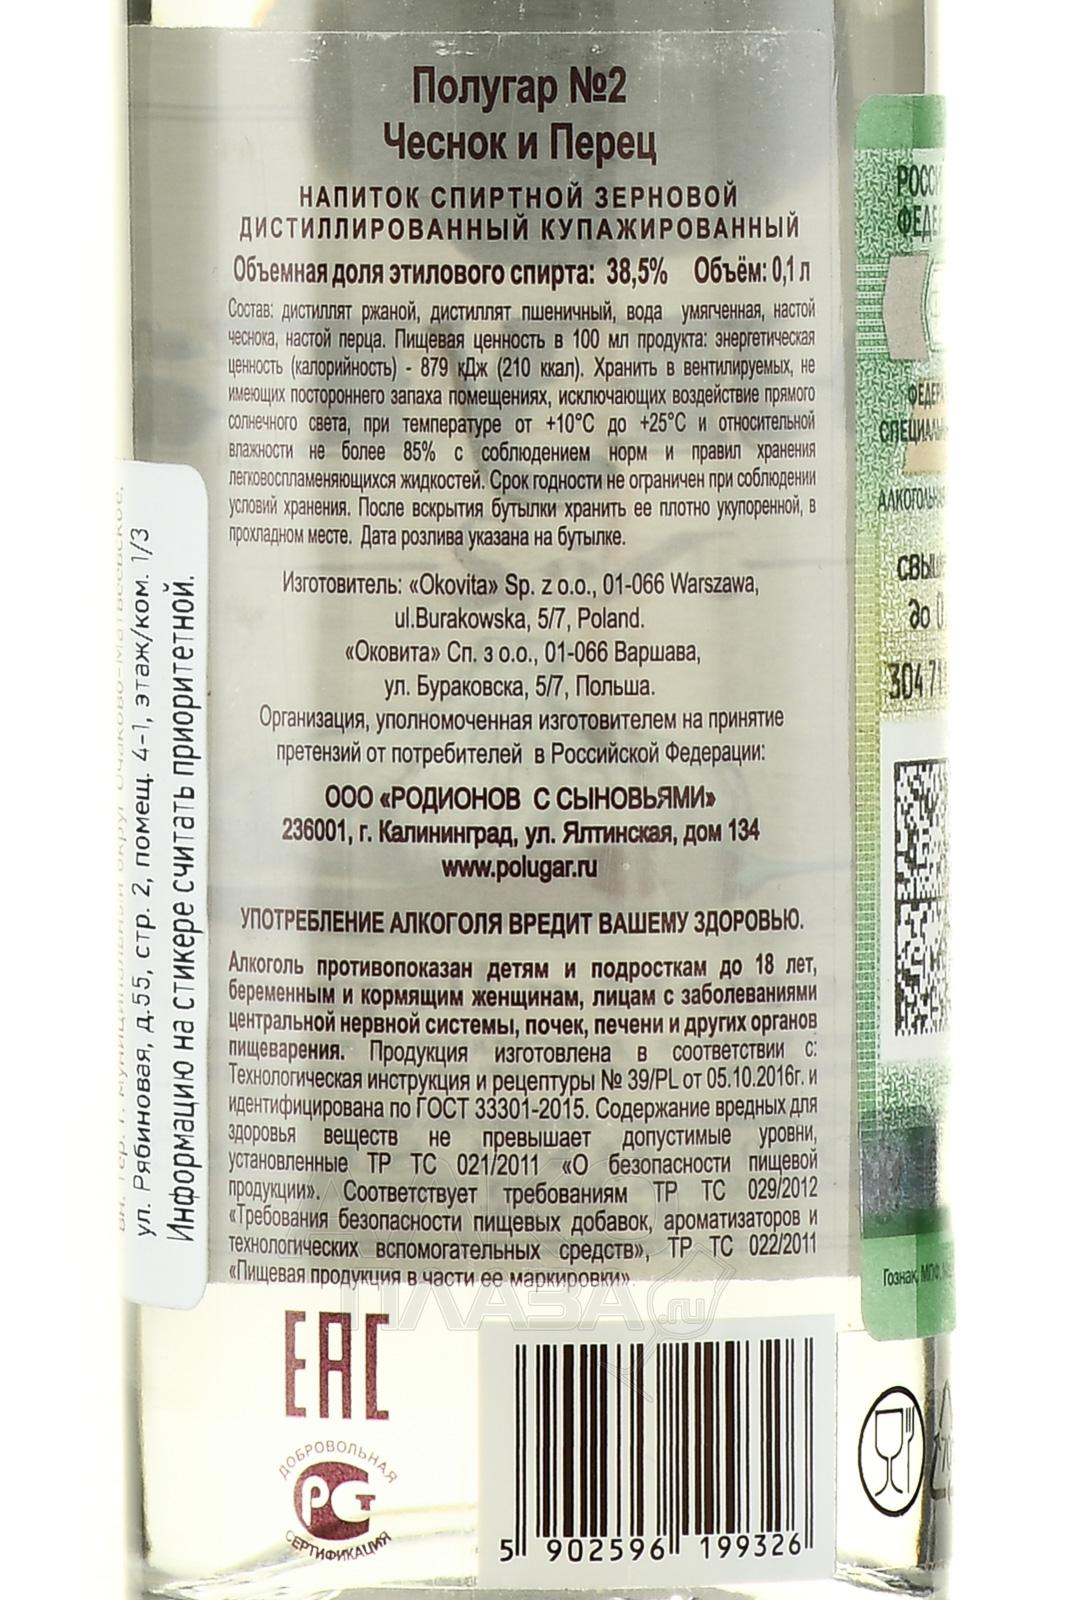 Полугар №2
Чеснок и Перец
НАПИТОК СПИРТНОЙ ЗЕРНОВОЙ
ДИСТИЛЛИРОВАННЫЙ КУПАЖИРОВАННЫЙ
Объемная доля этилового спирта: 38,5% Объём: 0,1 л
Состав: дистиллят ржаной, дистиллят пшеничный, вода умягченная, настой
чеснока, настой перца. Пищевая ценность в 100 мл продукта: энергетическая
ценность (калорийность) - 879 кДж (210 ккал). Хранить в вентилируемых, не
имеющих постороннего запаха помещениях, исключающих воздействие прямого
солнечного света, при температуре от +10°С до +25°С и относительной
влажности не более 85% с соблюдением норм и правил хранения
легковоспламеняющихся жидкостей. Срок годности не ограничен при соблюдении
условий хранения. После вскрытия бутылки хранить ее плотно укупоренной, в
прохладном месте. Дата розлива указана на бутылке.
Изготовитель: «Okovita» Sp. z o.o., 01-066 Warszawa,
ul.Burakowska, 5/7, Poland.
«Оковита» Сп. з о.о., 01-066 Варшава,
ул. Бураковска, 5/7, Польша.
Организация, уполномоченная изготовителем на принятие
претензий от потребителей в Российской Федерации:
ООО «РОДИОНОВ С СЫНОВЬЯМИ»
236001, г. Калининград, ул. Ялтинская, дом 134
www.polugar.ru
УПОТРЕБЛЕНИЕ АЛКОГОЛЯ ВРЕДИТ ВАШЕМУ ЗДОРОВЬЮ.
Алкоголь противопоказан детям и подросткам до 18 лет,
беременным и кормящим женщинам, лицам с заболеваниями
центральной нервной системы, почек, печени и других органов
пищеварения. Продукция изготовлена в соответствии с:
Технологическая инструкция и рецептуры № 39/PL от 05.10.2016г. и
идентифицирована по ГОСТ 33301-2015. Содержание вредных для
здоровья веществ не превышает допустимые уровни,
установленные ТР ТС 021/2011 «О безопасности пищевой
продукции». Соответствует требованиям ТР ТС 029/2012
«Требования безопасности пищевых добавок, ароматизаторов и
технологических вспомогательных средств», ТР ТС 022/2011
«Пищевая продукция в части ее маркировки».
АЛКО
ПЛАЗА.ru
ЕАС
ДОБРОВОЛЬНАЯ
РСТ
СЕРТИФИКАЦИЯ
5 902596 199326
ул. Рябиновая, д.55, стр. 2, помещ. 4-1, этаж/ком. 1/3
Информацию на стикере считать приоритетной.
до
304 71
Гознак,